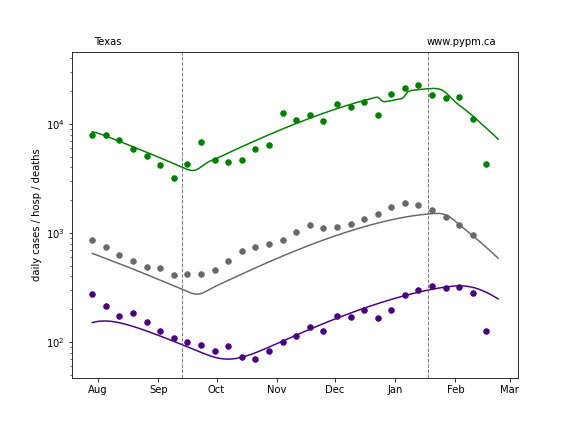 Texas
www.pypm.ca
daily cases / hosp / deaths
10⁴
10³
10²
Aug Sep Oct Nov Dec Jan Feb Mar